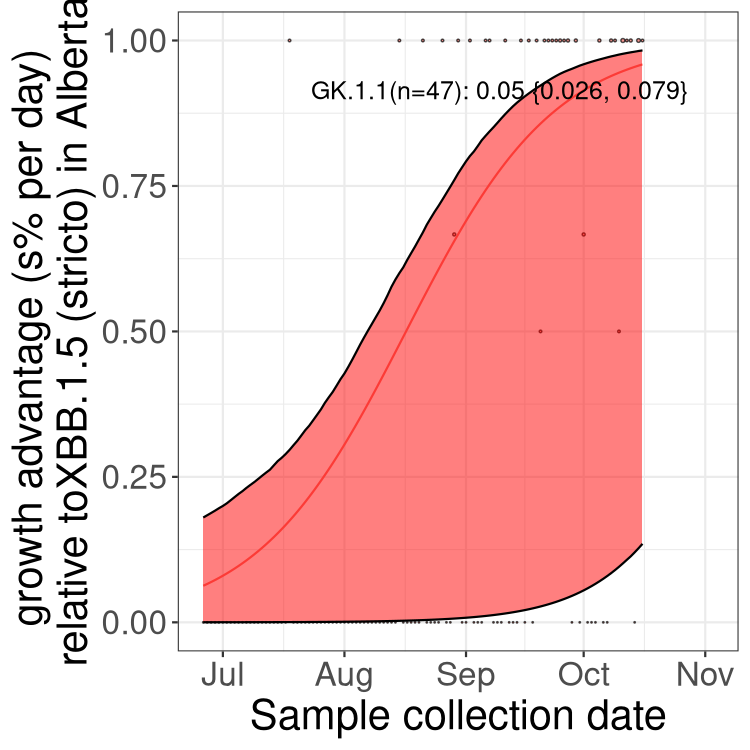 growth advantage (s% per day)
relative toXBB.1.5 (stricto) in Alberta
1.00
0.75
0.50
0.25
0.00
GK.1.1(n=47): 0.05 {0.026, 0.079}
Jul Aug Sep Oct Nov
Sample collection date